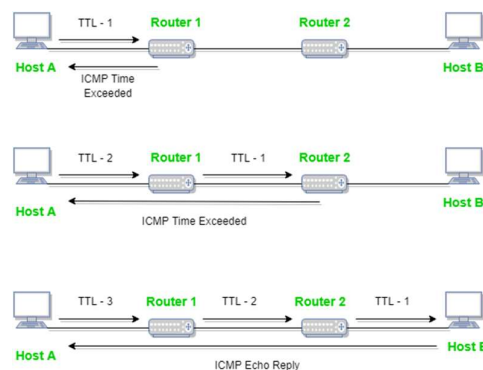 TTL - 1 Router 1 Router 2
Host A Host B
ICMP Time
Exceeded
TTL - 2 Router 1 TTL - 1 Router 2
Host A Host B
ICMP Time Exceeded
TTL - 3 Router 1 TTL - 2 Router 2 TTL - 1
Host A Host B
ICMP Echo Reply